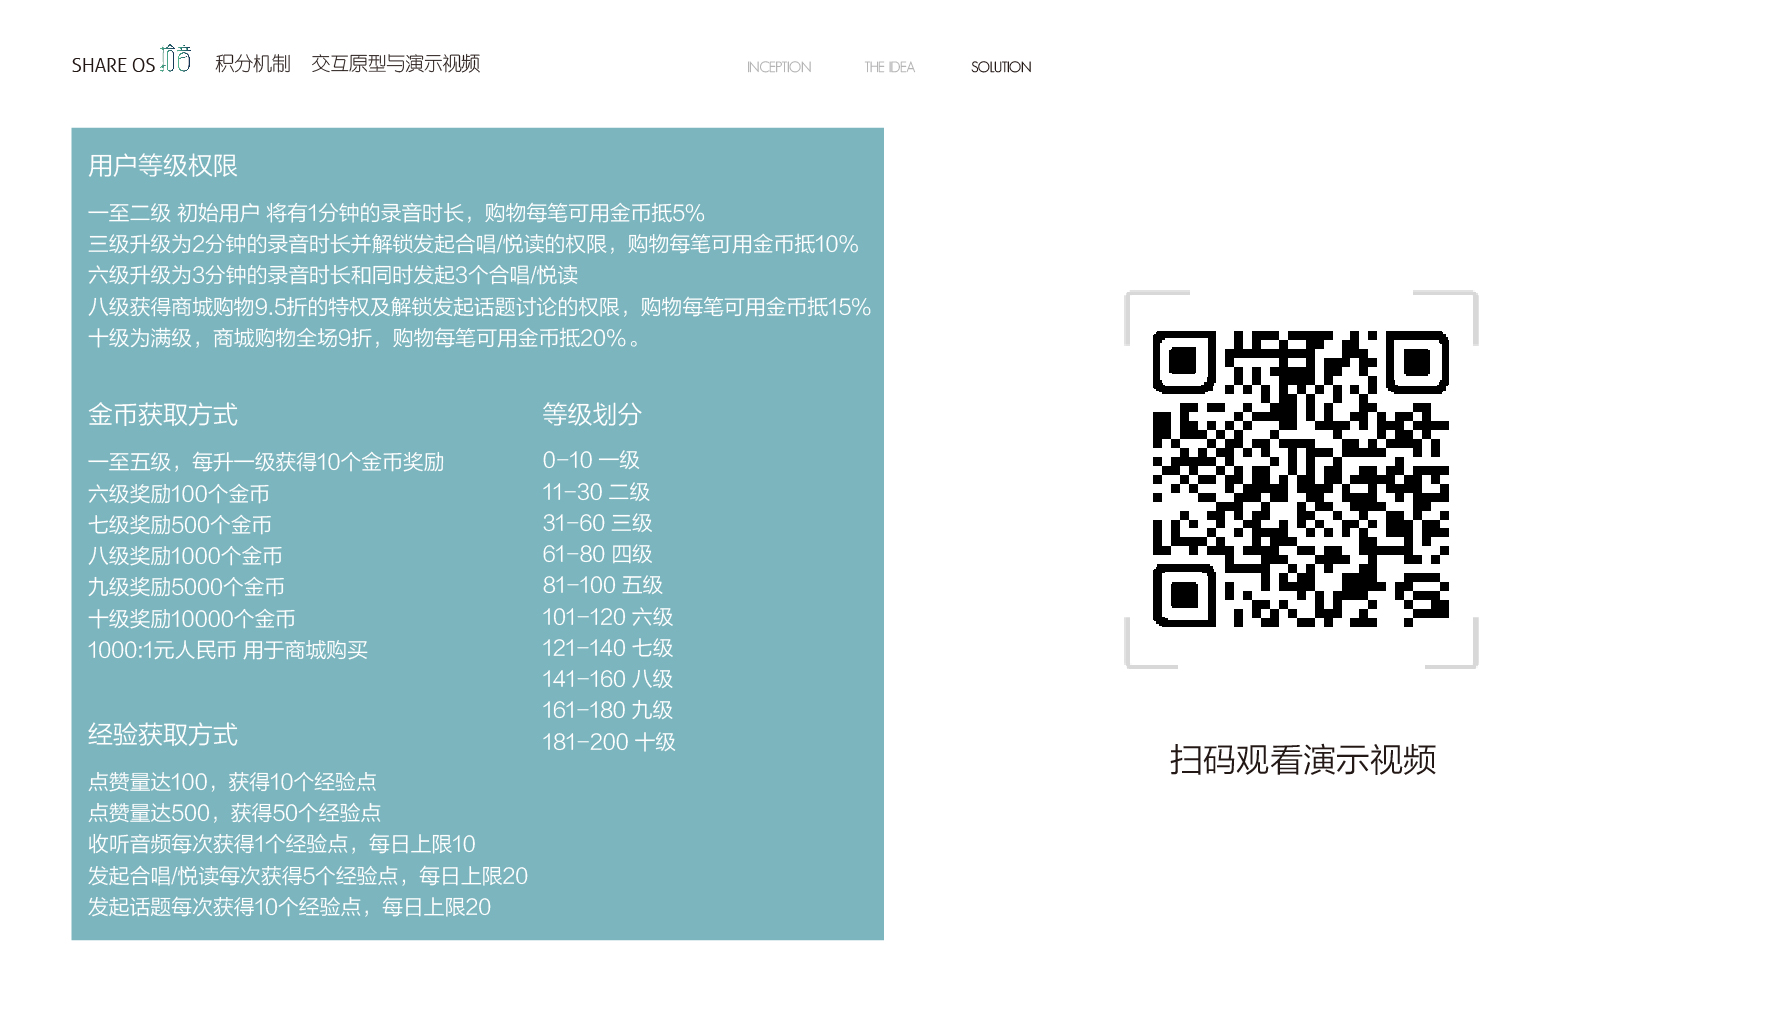 SHARE OS 拾音 积分机制 交互原型与演示视频
INCEPTION THE IDEA SOLUTION
用户等级权限
一至二级 初始用户 将有1分钟的录音时长，购物每笔可用金币抵5%
三级升级为2分钟的录音时长并解锁发起合唱/悦读的权限，购物每笔可用金币抵10%
六级升级为3分钟的录音时长和同时发起3个合唱/悦读
八级获得商城购物9.5折的特权及解锁发起话题讨论的权限，购物每笔可用金币抵15%
十级为满级，商城购物全场9折，购物每笔可用金币抵20%。
金币获取方式
一至五级，每升一级获得10个金币奖励
六级奖励100个金币
七级奖励500个金币
八级奖励1000个金币
九级奖励5000个金币
十级奖励10000个金币
1000:1元人民币 用于商城购买
等级划分
0-10 一级
11-30 二级
31-60 三级
61-80 四级
81-100 五级
101-120 六级
121-140 七级
141-160 八级
161-180 九级
181-200 十级
经验获取方式
点赞量达100，获得10个经验点
点赞量达500，获得50个经验点
收听音频每次获得1个经验点，每日上限10
发起合唱/悦读每次获得5个经验点，每日上限20
发起话题每次获得10个经验点，每日上限20
扫码观看演示视频